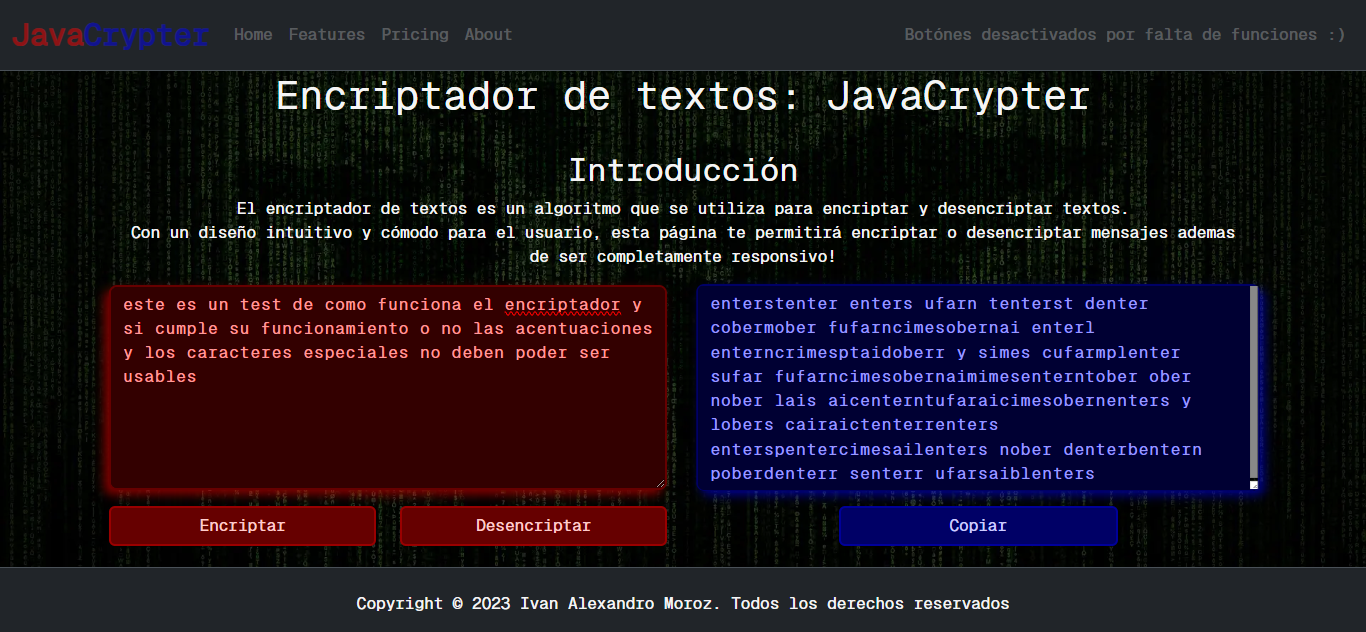 JavaCrypter Home Features Pricing About Botónes desactivados por falta de funciones :)
Encriptador de textos: JavaCrypter
Introducción
El encriptador de textos es un algoritmo que se utiliza para encriptar y desencriptar textos.
Con un diseño intuitivo y cómodo para el usuario, esta página te permitirá encriptar o desencriptar mensajes ademas
de ser completamente responsivo!
este es un test de como funciona el encriptador y
si cumple su funcionamiento o no las acentuaciones
y los caracteres especiales no deben poder ser
usables
enterstenter enters ufarn tenterst denter
cobermober fufarncimesobernai enterl
enterncrimesptaidoberr y simes cufarmplenter
sufar fufarncimesobernaimimesenterntober ober
nober lais aicenterntufaraicimesobernenters y
lobers cairaictenterrenters
enterspentercimesailenters nober denterbentern
poberdenterr senterr ufarsaiblenters
Encriptar Desencriptar Copiar
Copyright © 2023 Ivan Alexandro Moroz. Todos los derechos reservados